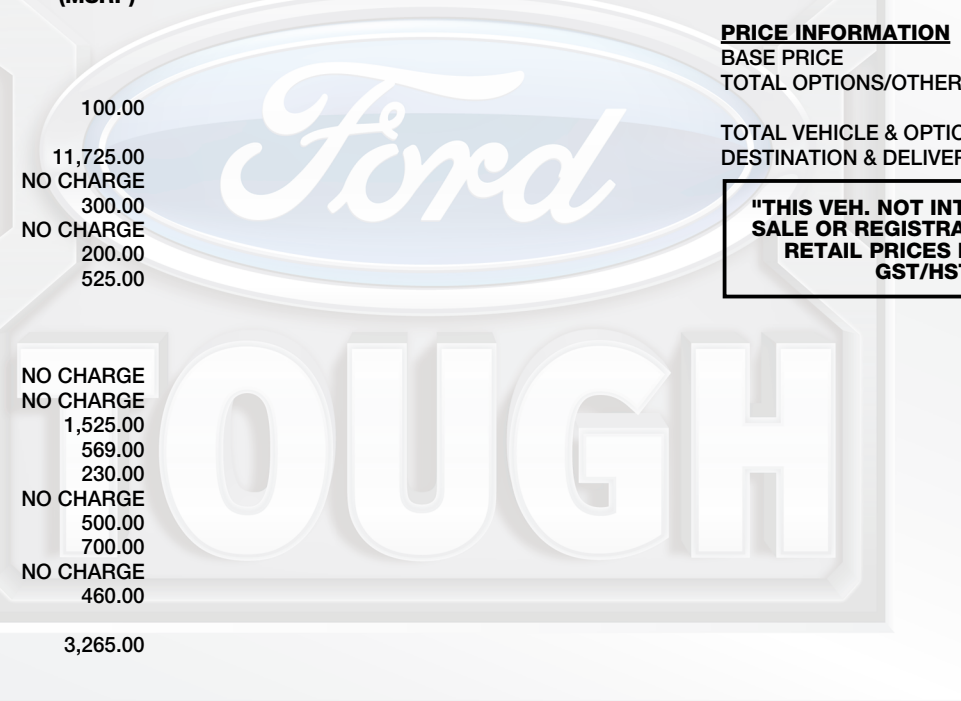 (MSRP)
100.00
11,725.00
NO CHARGE
300.00
NO CHARGE
200.00
525.00
NO CHARGE
NO CHARGE
1,525.00
569.00
230.00
NO CHARGE
500.00
700.00
NO CHARGE
460.00
3,265.00
PRICE INFORMATION
BASE PRICE
TOTAL OPTIONS/OTHER
TOTAL VEHICLE & OPTIO
DESTINATION & DELIVER
"THIS VEH. NOT INT
SALE OR REGISTRA
RETAIL PRICES
GST/HST
Ford
TOUGH